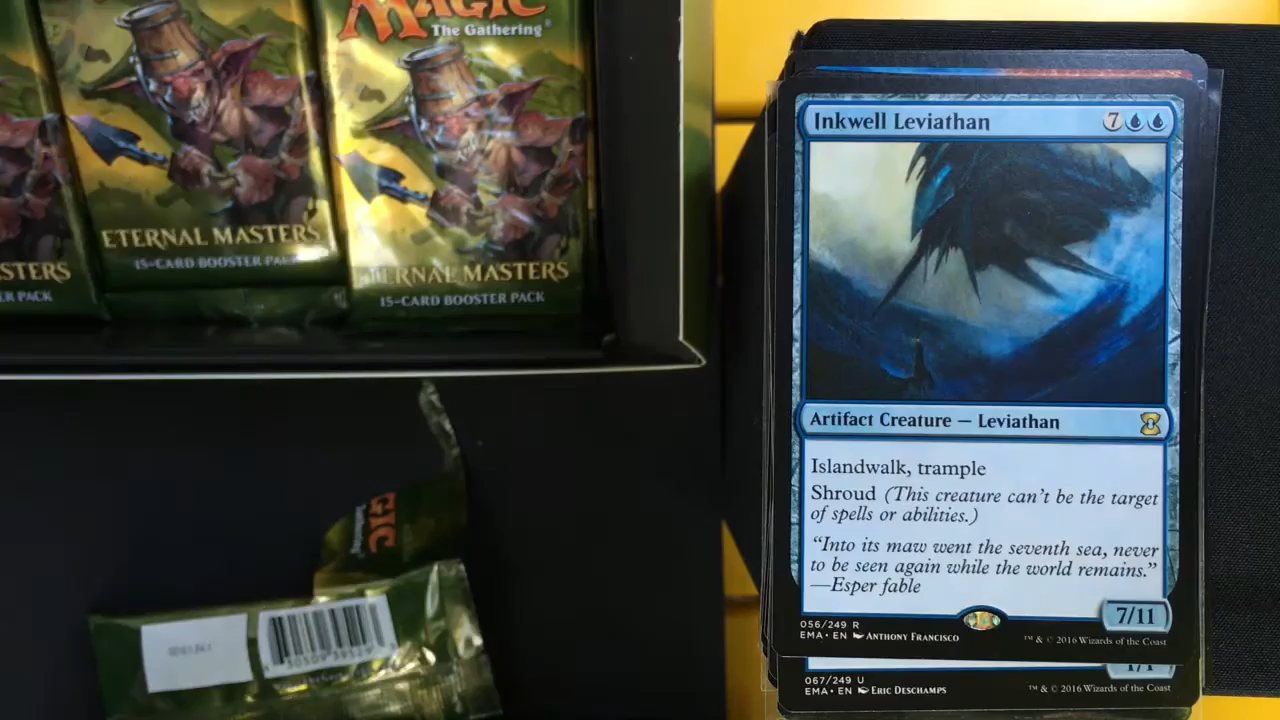 MAGIC
The Gathering®
ETERNAL MASTERS
15-CARD BOOSTER PACK
ETERNAL MASTERS
15-CARD BOOSTER PACK
STERS
ER PACK
GIC
Inkwell Leviathan
7
Artifact Creature — Leviathan
Islandwalk, trample
Shroud (This creature can't be the target
of spells or abilities.)
“Into its maw went the seventh sea, never
to be seen again while the world remains.”
—Esper fable
7/11
056/249 R
EMA • EN ANTHONY FRANCISCO
™ & © 2016 Wizards of the Coast
1/1
067/249 U
EMA • EN ERIC DESCHAMPS
™ & © 2016 Wizards of the Coast